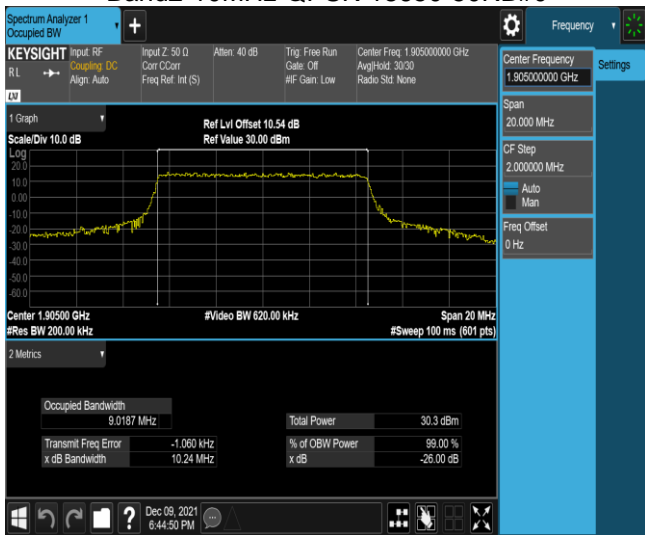 Spectrum Analyzer 1
Occupied BW
Frequency
KEYSIGHT
R L
LXI
Input: RF
Coupling: DC
Align: Auto
Input Z: 50 Ω
Corr CCorr
Freq Ref: Int (S)
Atten: 40 dB
Trig: Free Run
Gate: Off
#IF Gain: Low
Center Freq: 1.905000000 GHz
Avg|Hold: 30/30
Radio Std: None
Center Frequency
1.905000000 GHz
Settings
Span
20.000 MHz
CF Step
2.000000 MHz
Auto
Man
Freq Offset
0 Hz
1 Graph
Scale/Div 10.0 dB
Ref Lvl Offset 10.54 dB
Ref Value 30.00 dBm
Log
20.0
10.0
0.00
-10.0
-20.0
-30.0
-40.0
-50.0
-60.0
Center 1.90500 GHz
#Res BW 200.00 kHz
#Video BW 620.00 kHz
Span 20 MHz
#Sweep 100 ms (601 pts)
2 Metrics
Occupied Bandwidth
9.0187 MHz
Transmit Freq Error -1.060 kHz
x dB Bandwidth 10.24 MHz
Total Power 30.3 dBm
% of OBW Power 99.00 %
x dB -26.00 dB
?
Dec 09, 2021
6:44:50 PM